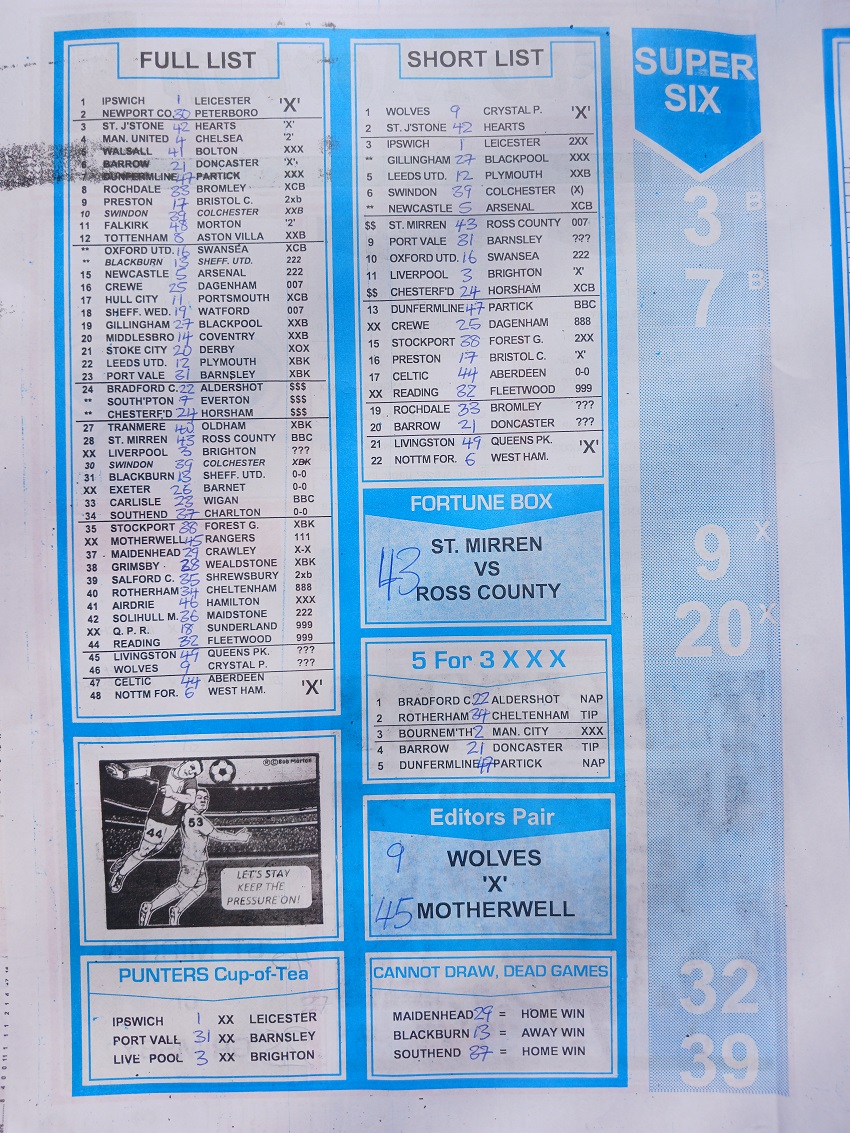 FULL LIST
1 IPSWICH 1 LEICESTER 'X'
2 NEWPORT CO. 30 PETERBORO
3 ST. J'STONE 42 HEARTS 'X'
4 MAN. UNITED 4 CHELSEA '2'
6 WALSALL 41 BOLTON XXX
6 BARROW 21 DONCASTER 'X'
7 DUNFERMLINE 47 PARTICK XXX
8 ROCHDALE 33 BROMLEY XCB
9 PRESTON 17 BRISTOL C. 2xb
10 SWINDON 39 COLCHESTER XXB
11 FALKIRK 48 MORTON '2'
12 TOTTENHAM 8 ASTON VILLA XXB
** OXFORD UTD. 16 SWANSEA XCB
** BLACKBURN 13 SHEFF. UTD. 222
15 NEWCASTLE 5 ARSENAL 222
16 CREWE 25 DAGENHAM 007
17 HULL CITY 11 PORTSMOUTH XCB
18 SHEFF. WED. 19 WATFORD 007
19 GILLINGHAM 27 BLACKPOOL XXB
20 MIDDLESBRO 14 COVENTRY XXB
21 STOKE CITY 20 DERBY XOX
22 LEEDS UTD. 12 PLYMOUTH XBK
23 PORT VALE 31 BARNSLEY XBK
24 BRADFORD C. 22 ALDERSHOT $$$
** SOUTH'PTON 7 EVERTON $$$
** CHESTERF'D 24 HORSHAM $$$
27 TRANMERE 40 OLDHAM XBK
28 ST. MIRREN 43 ROSS COUNTY BBC
XX LIVERPOOL 3 BRIGHTON ???
30 SWINDON 39 COLCHESTER XBK
31 BLACKBURN 13 SHEFF. UTD. 0-0
XX EXETER 26 BARNET 0-0
33 CARLISLE 23 WIGAN BBC
34 SOUTHEND 37 CHARLTON 0-0
35 STOCKPORT 38 FOREST G. XBK
XX MOTHERWELL 45 RANGERS 111
37 MAIDENHEAD 29 CRAWLEY X-X
38 GRIMSBY 28 WEALDSTONE XBK
39 SALFORD C. 35 SHREWSBURY 2xb
40 ROTHERHAM 34 CHELTENHAM 888
41 AIRDRIE 46 HAMILTON XXX
42 SOLIHULL M. 36 MAIDSTONE 222
XX Q. P. R. 18 SUNDERLAND 999
44 READING 32 FLEETWOOD 999
45 LIVINGSTON 49 QUEENS PK. ???
46 WOLVES 9 CRYSTAL P. ???
47 CELTIC 44 ABERDEEN 'X'
48 NOTTM FOR. 6 WEST HAM.
©Bob Morton
44
53
LET'S STAY
KEEP THE
PRESSURE ON!
PUNTERS Cup-of-Tea
IPSWICH 1 XX LEICESTER
PORT VALL 31 XX BARNSLEY
LIVE POOL 3 XX BRIGHTON
SHORT LIST
1 WOLVES 9 CRYSTAL P. 'X'
2 ST. J'STONE 42 HEARTS
3 IPSWICH 1 LEICESTER 2XX
** GILLINGHAM 27 BLACKPOOL XXX
5 LEEDS UTD. 12 PLYMOUTH XXB
6 SWINDON 39 COLCHESTER (X)
** NEWCASTLE 5 ARSENAL XCB
$$ ST. MIRREN 43 ROSS COUNTY 007
9 PORT VALE 31 BARNSLEY ???
10 OXFORD UTD. 16 SWANSEA 222
11 LIVERPOOL 3 BRIGHTON 'X'
$$ CHESTERF'D 24 HORSHAM XCB
13 DUNFERMLINE 47 PARTICK BBC
XX CREWE 25 DAGENHAM 888
15 STOCKPORT 38 FOREST G. 2XX
16 PRESTON 17 BRISTOL C. 'X'
17 CELTIC 44 ABERDEEN 0-0
XX READING 32 FLEETWOOD 999
19 ROCHDALE 33 BROMLEY ???
20 BARROW 21 DONCASTER ???
21 LIVINGSTON 49 QUEENS PK. 'X'
22 NOTTM FOR. 6 WEST HAM.
FORTUNE BOX
43 ST. MIRREN
VS
ROSS COUNTY
5 For 3 X X X
1 BRADFORD C. 22 ALDERSHOT NAP
2 ROTHERHAM 34 CHELTENHAM TIP
3 BOURNEM'TH 2 MAN. CITY XXX
4 BARROW 21 DONCASTER TIP
5 DUNFERMLINE 47 PARTICK NAP
Editors Pair
9 WOLVES
'X'
45 MOTHERWELL
CANNOT DRAW, DEAD GAMES
MAIDENHEAD 29 = HOME WIN
BLACKBURN 13 = AWAY WIN
SOUTHEND 37 = HOME WIN
SUPER
SIX
3 B
7 B
9 X
20 X
32
39